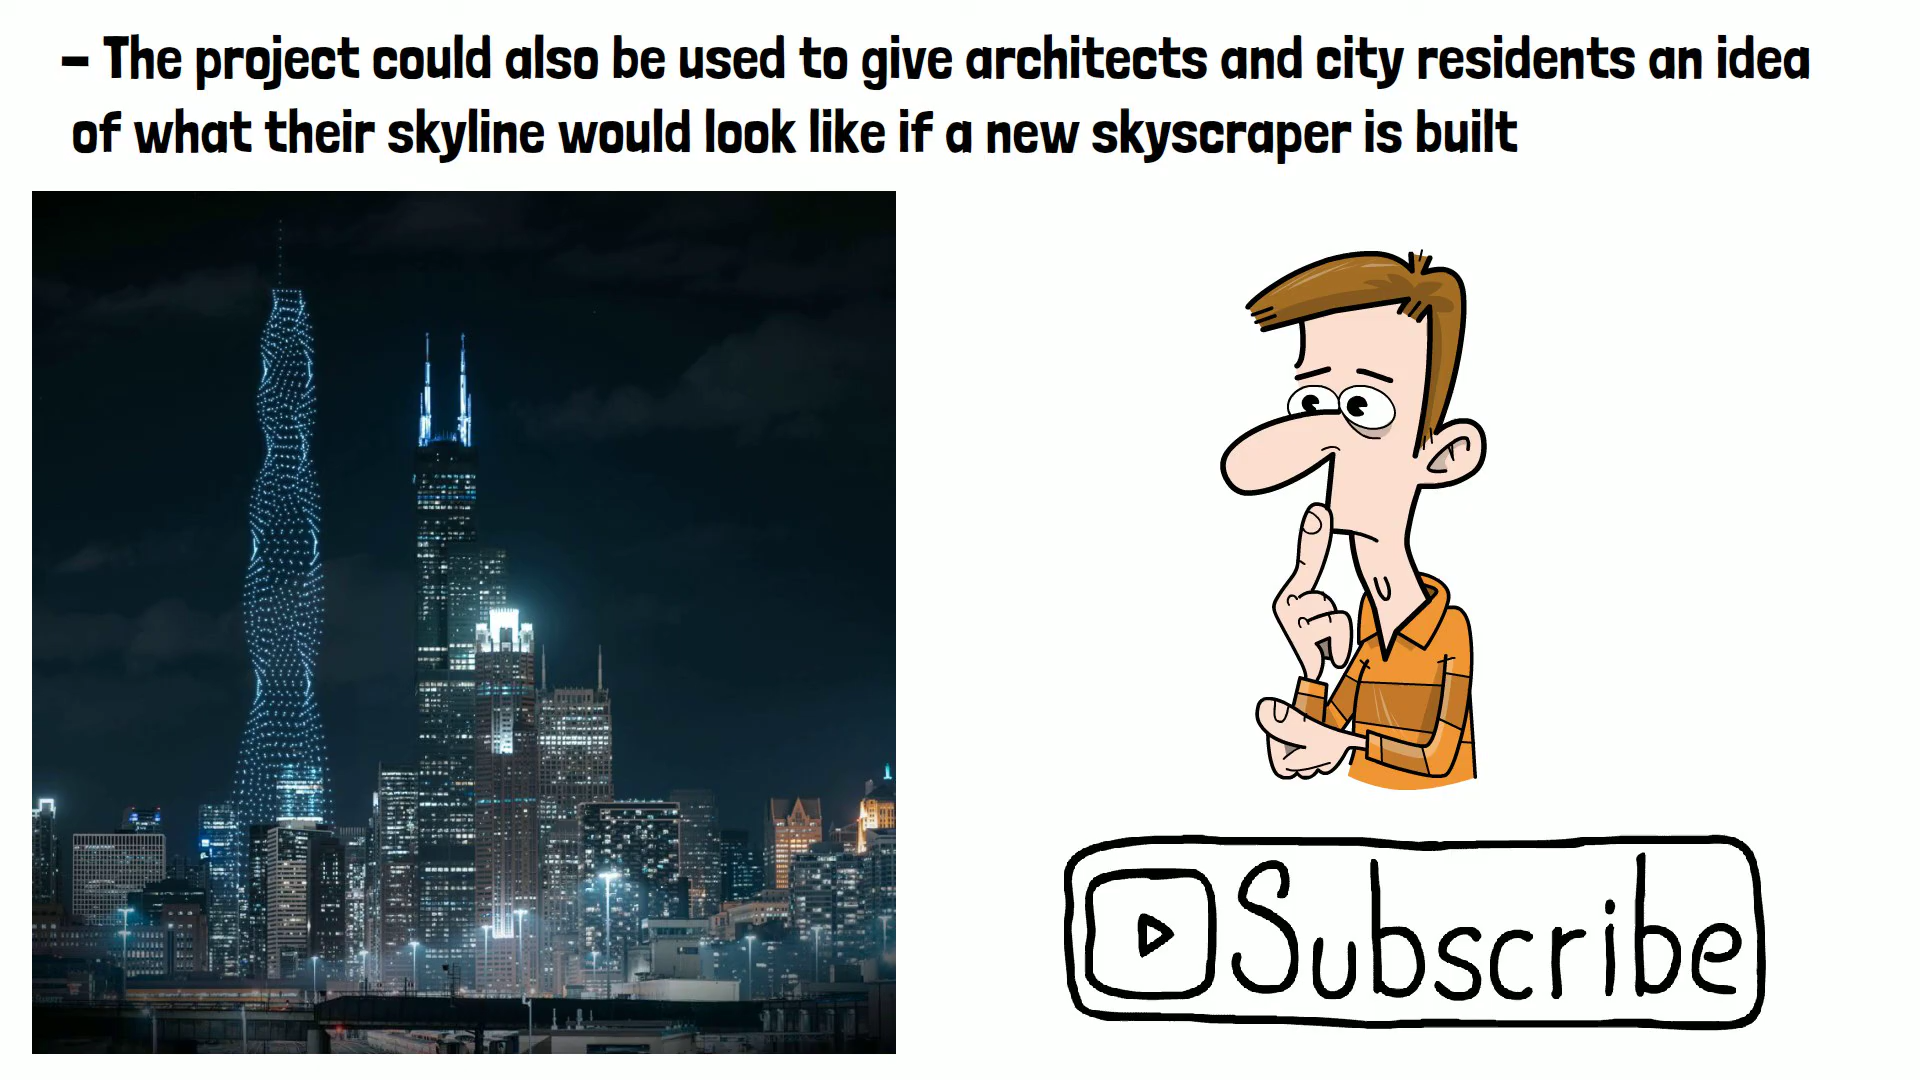 – The project could also be used to give architects and city residents an idea
of what their skyline would look like if a new skyscraper is built
Subscribe